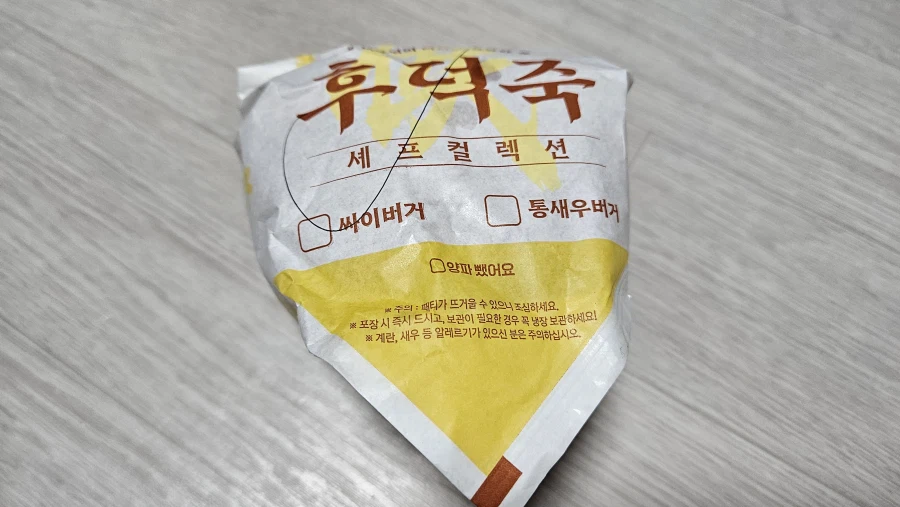 후덕죽
셰프컬렉션
싸이버거 통새우버거
양파 뺐어요
※ 주의 : 패티가 뜨거울 수 있으니 조심하세요.
※ 포장 시 즉시 드시고, 보관이 필요한 경우 꼭 냉장 보관하세요!
※ 계란, 새우 등 알레르기가 있으신 분은 주의하십시오.